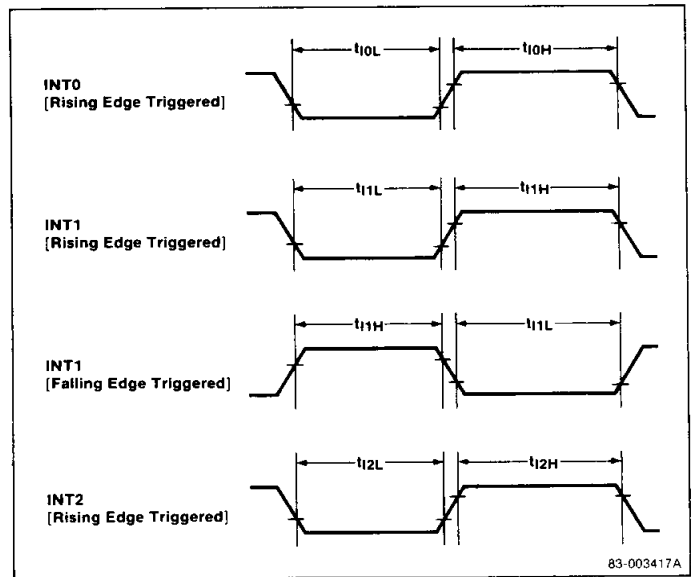 tI0L tI0H
INT0
[Rising Edge Triggered]
tI1L tI1H
INT1
[Rising Edge Triggered]
tI1H tI1L
INT1
[Falling Edge Triggered]
tI2L tI2H
INT2
[Rising Edge Triggered]
83-003417A